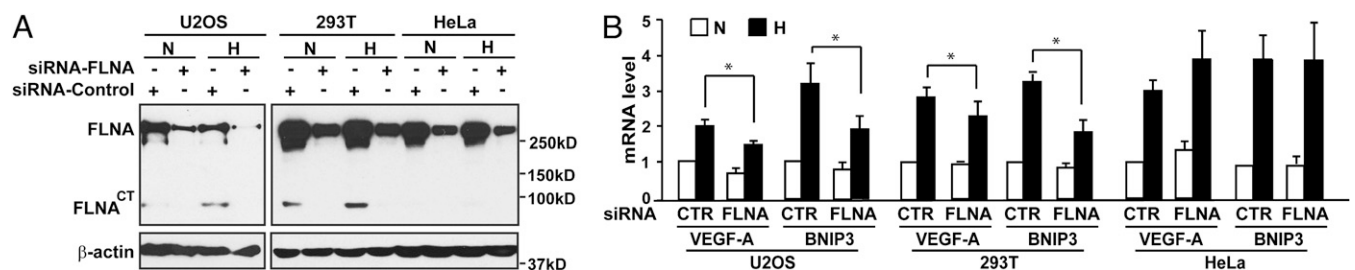 A
U2OS 293T HeLa
N H N H N H
siRNA-FLNA - + - + - + - + - + - +
siRNA-Control + - + - + - + - + - + -
FLNA
250kD
150kD
100kD
FLNA^CT
β-actin
37kD
B
N H
mRNA level
5
4
3
2
1
0
* * * *
siRNA CTR FLNA CTR FLNA CTR FLNA CTR FLNA CTR FLNA CTR FLNA
VEGF-A BNIP3 VEGF-A BNIP3 VEGF-A BNIP3
U2OS 293T HeLa